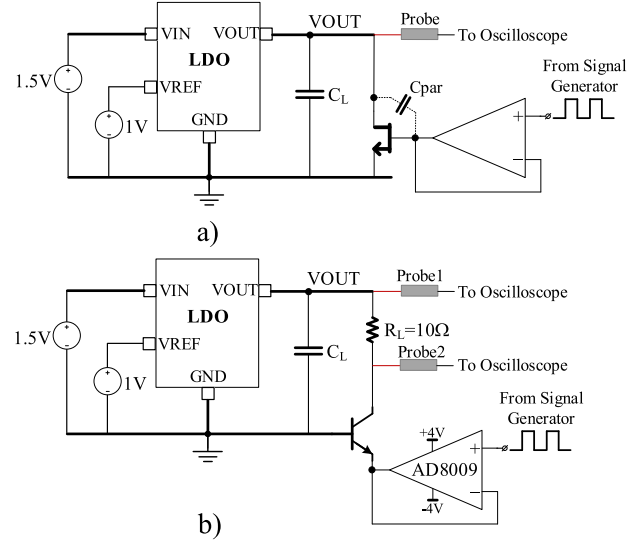 VOUT
Probe
VIN VOUT
To Oscilloscope
LDO
1.5V
VREF
Cpar
From Signal
Generator
CL
1V
GND
+
−
a)
VOUT
Probe1
VIN VOUT
To Oscilloscope
LDO
RL=10Ω
1.5V
VREF
Probe2
CL
To Oscilloscope
1V
GND
From Signal
Generator
+4V
+
AD8009
−
-4V
b)